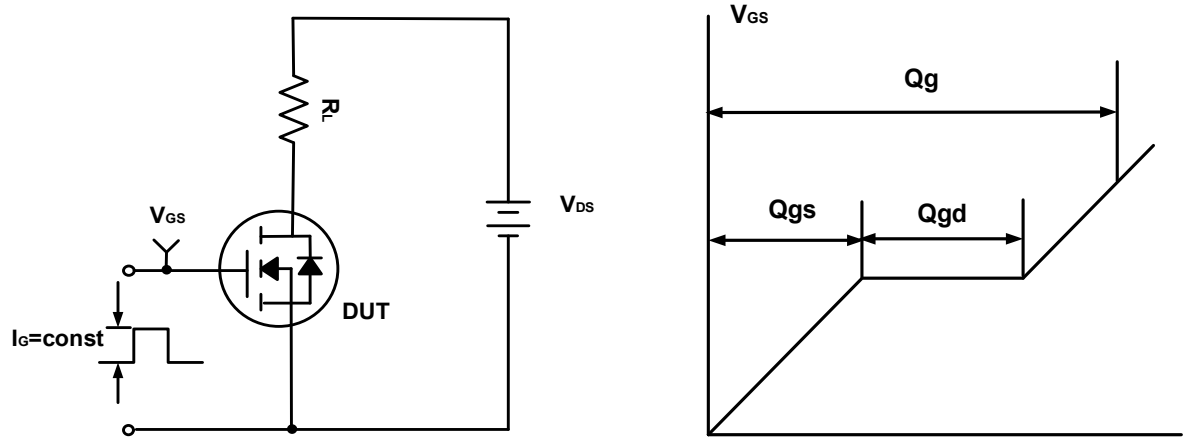 RL
VGS
VDS
DUT
IG=const
VGS
Qg
Qgs
Qgd